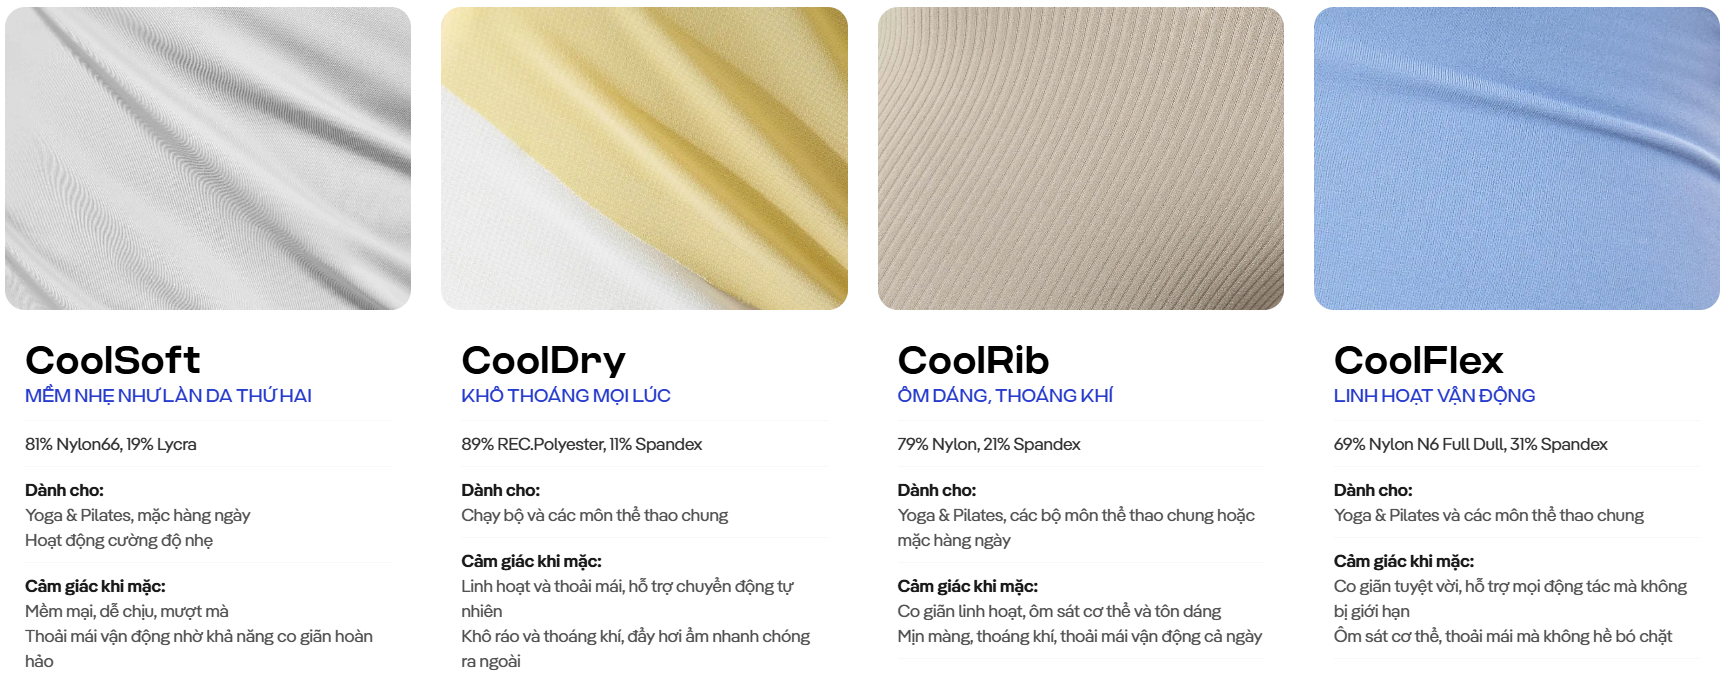 CoolSoft
MỀM NHẸ NHƯ LÀN DA THỨ HAI
81% Nylon66, 19% Lycra
Dành cho:
Yoga & Pilates, mặc hàng ngày
Hoạt động cường độ nhẹ
Cảm giác khi mặc:
Mềm mại, dễ chịu, mượt mà
Thoải mái vận động nhờ khả năng co giãn hoàn
hảo
CoolDry
KHÔ THOÁNG MỌI LÚC
89% REC.Polyester, 11% Spandex
Dành cho:
Chạy bộ và các môn thể thao chung
Cảm giác khi mặc:
Linh hoạt và thoải mái, hỗ trợ chuyển động tự
nhiên
Khô ráo và thoáng khí, đẩy hơi ẩm nhanh chóng
ra ngoài
CoolRib
ÔM DÁNG, THOÁNG KHÍ
79% Nylon, 21% Spandex
Dành cho:
Yoga & Pilates, các bộ môn thể thao chung hoặc
mặc hàng ngày
Cảm giác khi mặc:
Co giãn linh hoạt, ôm sát cơ thể và tôn dáng
Mịn màng, thoáng khí, thoải mái vận động cả ngày
CoolFlex
LINH HOẠT VẬN ĐỘNG
69% Nylon N6 Full Dull, 31% Spandex
Dành cho:
Yoga & Pilates và các môn thể thao chung
Cảm giác khi mặc:
Co giãn tuyệt vời, hỗ trợ mọi động tác mà không
bị giới hạn
Ôm sát cơ thể, thoải mái mà không hề bó chặt